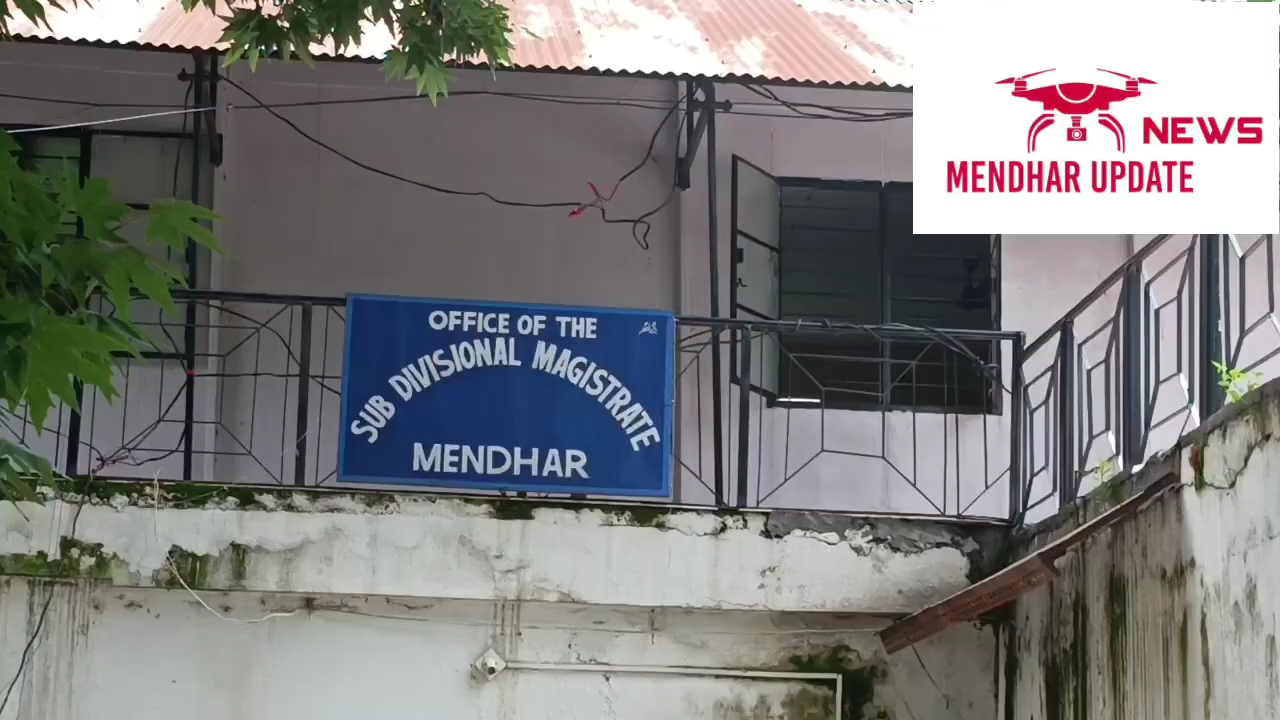 NEWS
MENDHAR UPDATE
OFFICE OF THE
SUB DIVISIONAL MAGISTRATE
MENDHAR